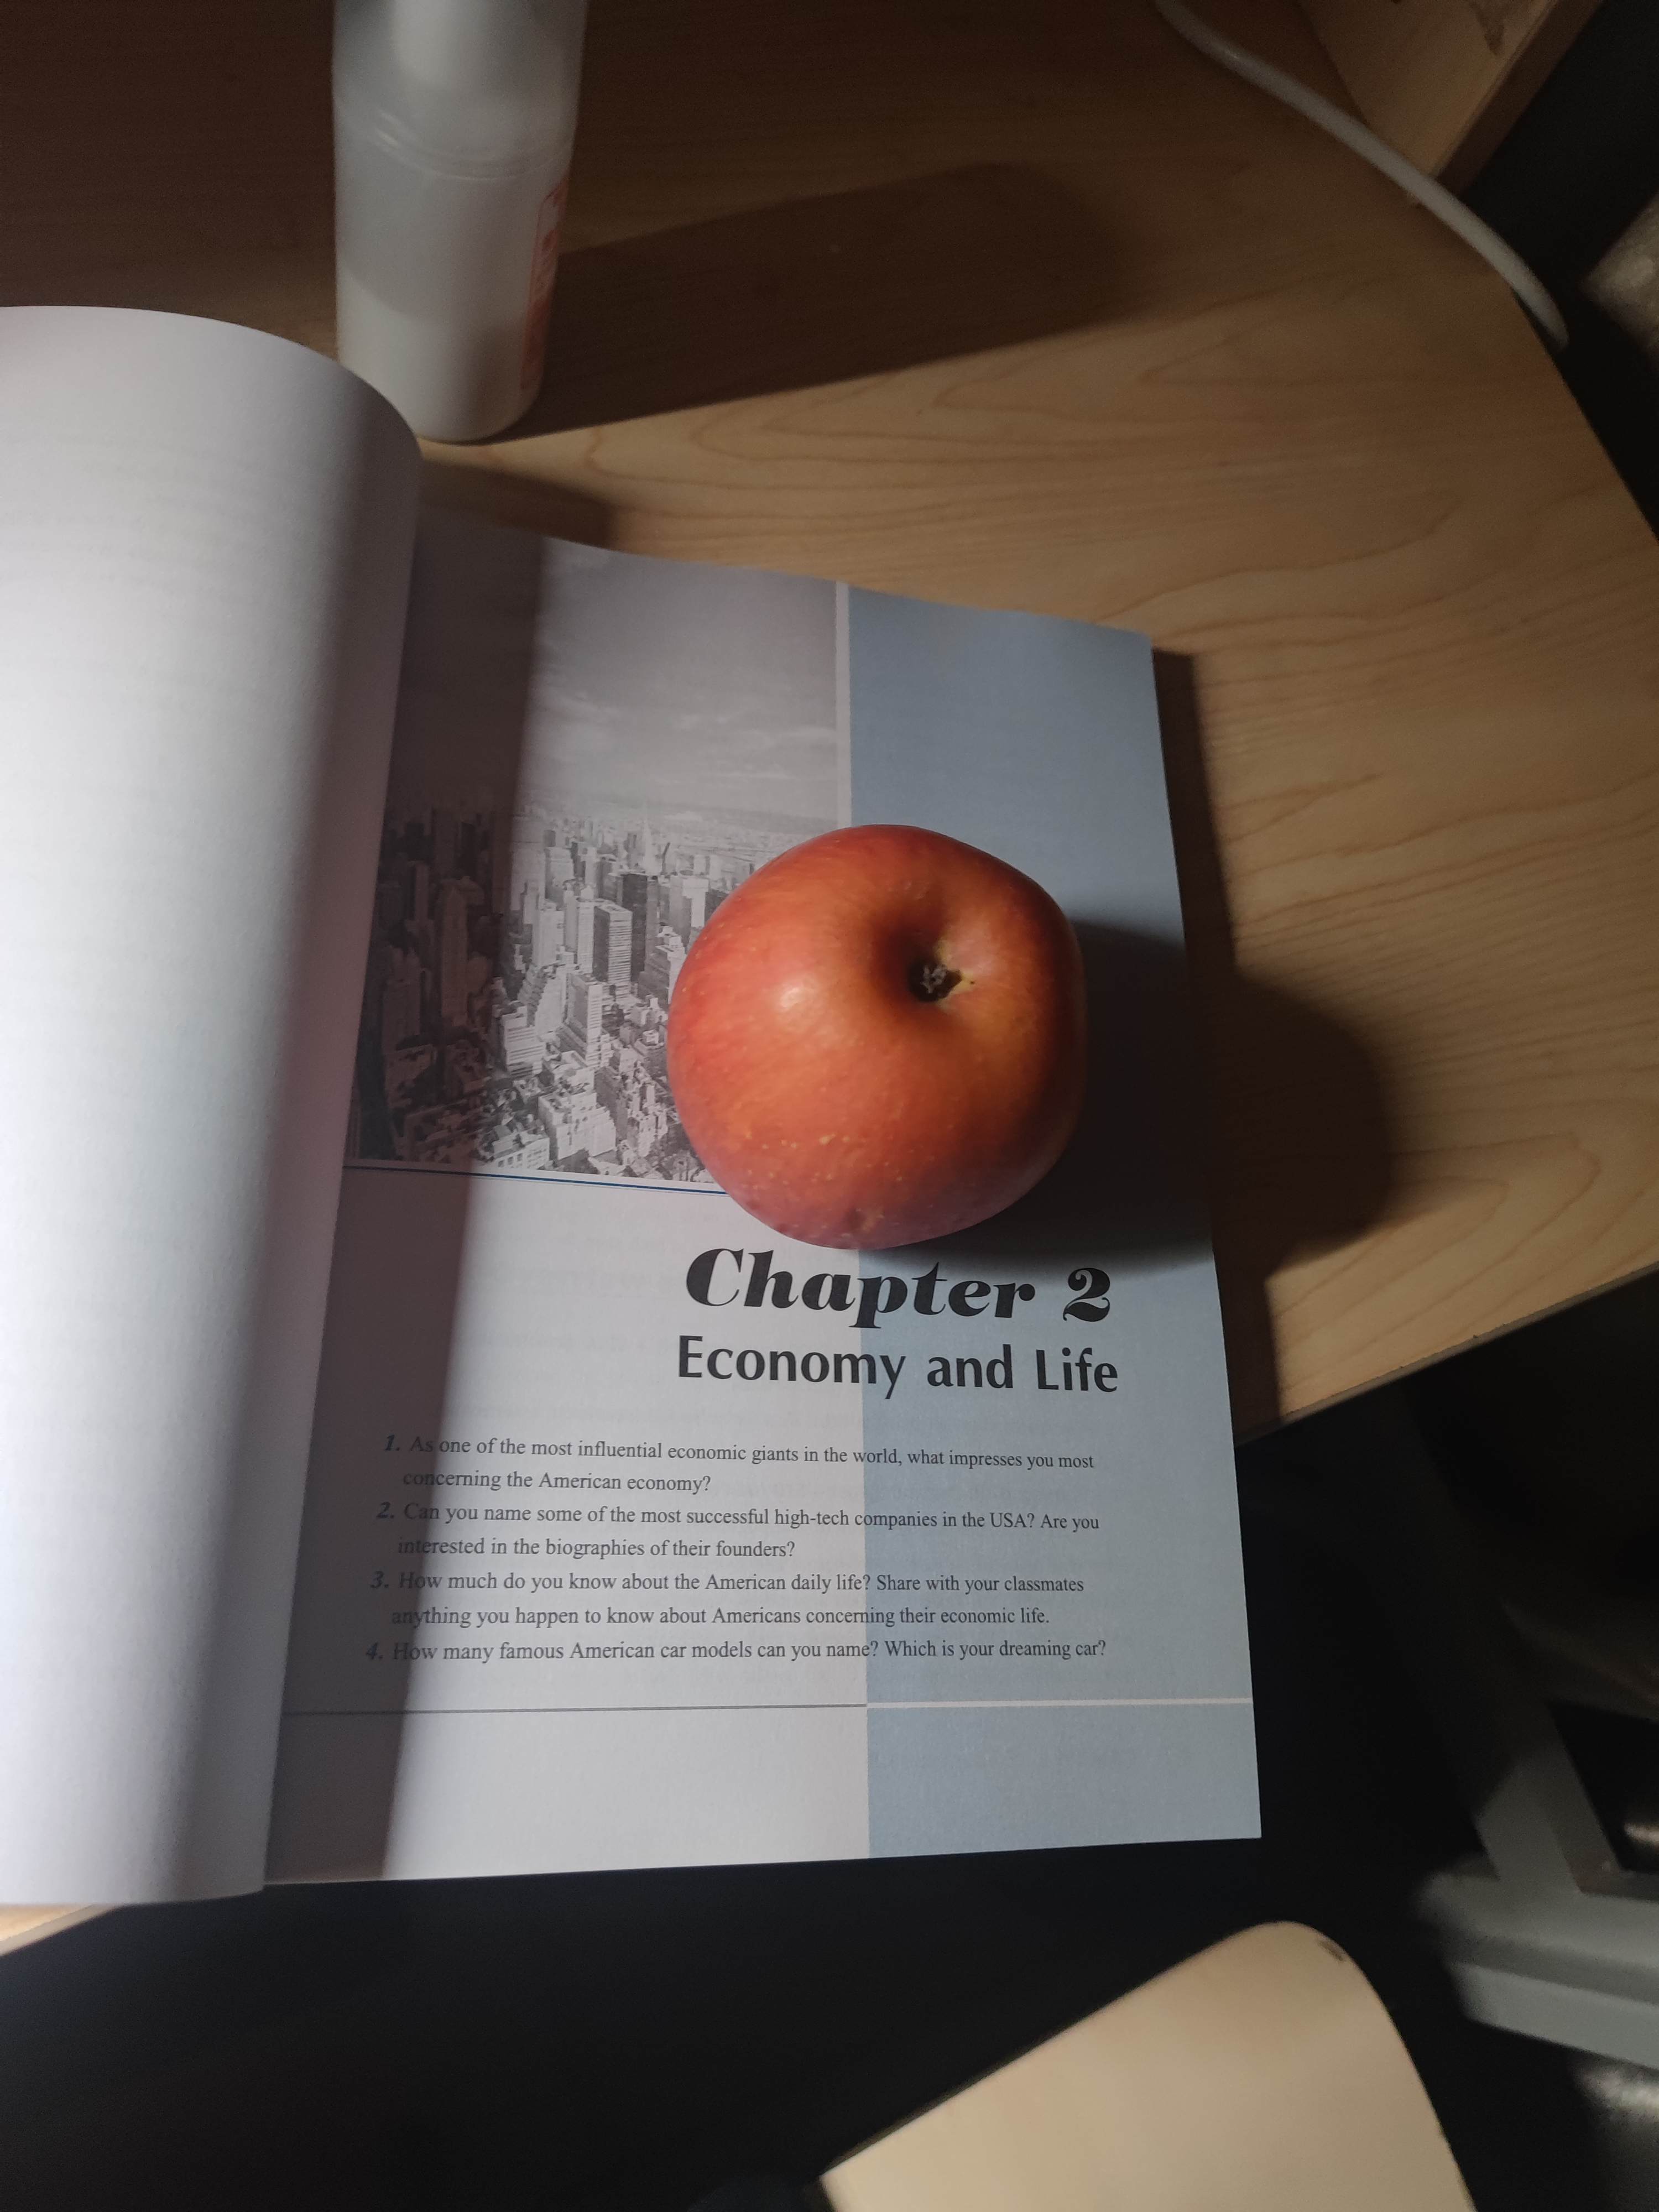 Chapter 2
Economy and Life
1. As one of the most influential economic giants in the world, what impresses you most
concerning the American economy?
2. Can you name some of the most successful high-tech companies in the USA? Are you
interested in the biographies of their founders?
3. How much do you know about the American daily life? Share with your classmates
anything you happen to know about Americans concerning their economic life.
4. How many famous American car models can you name? Which is your dreaming car?